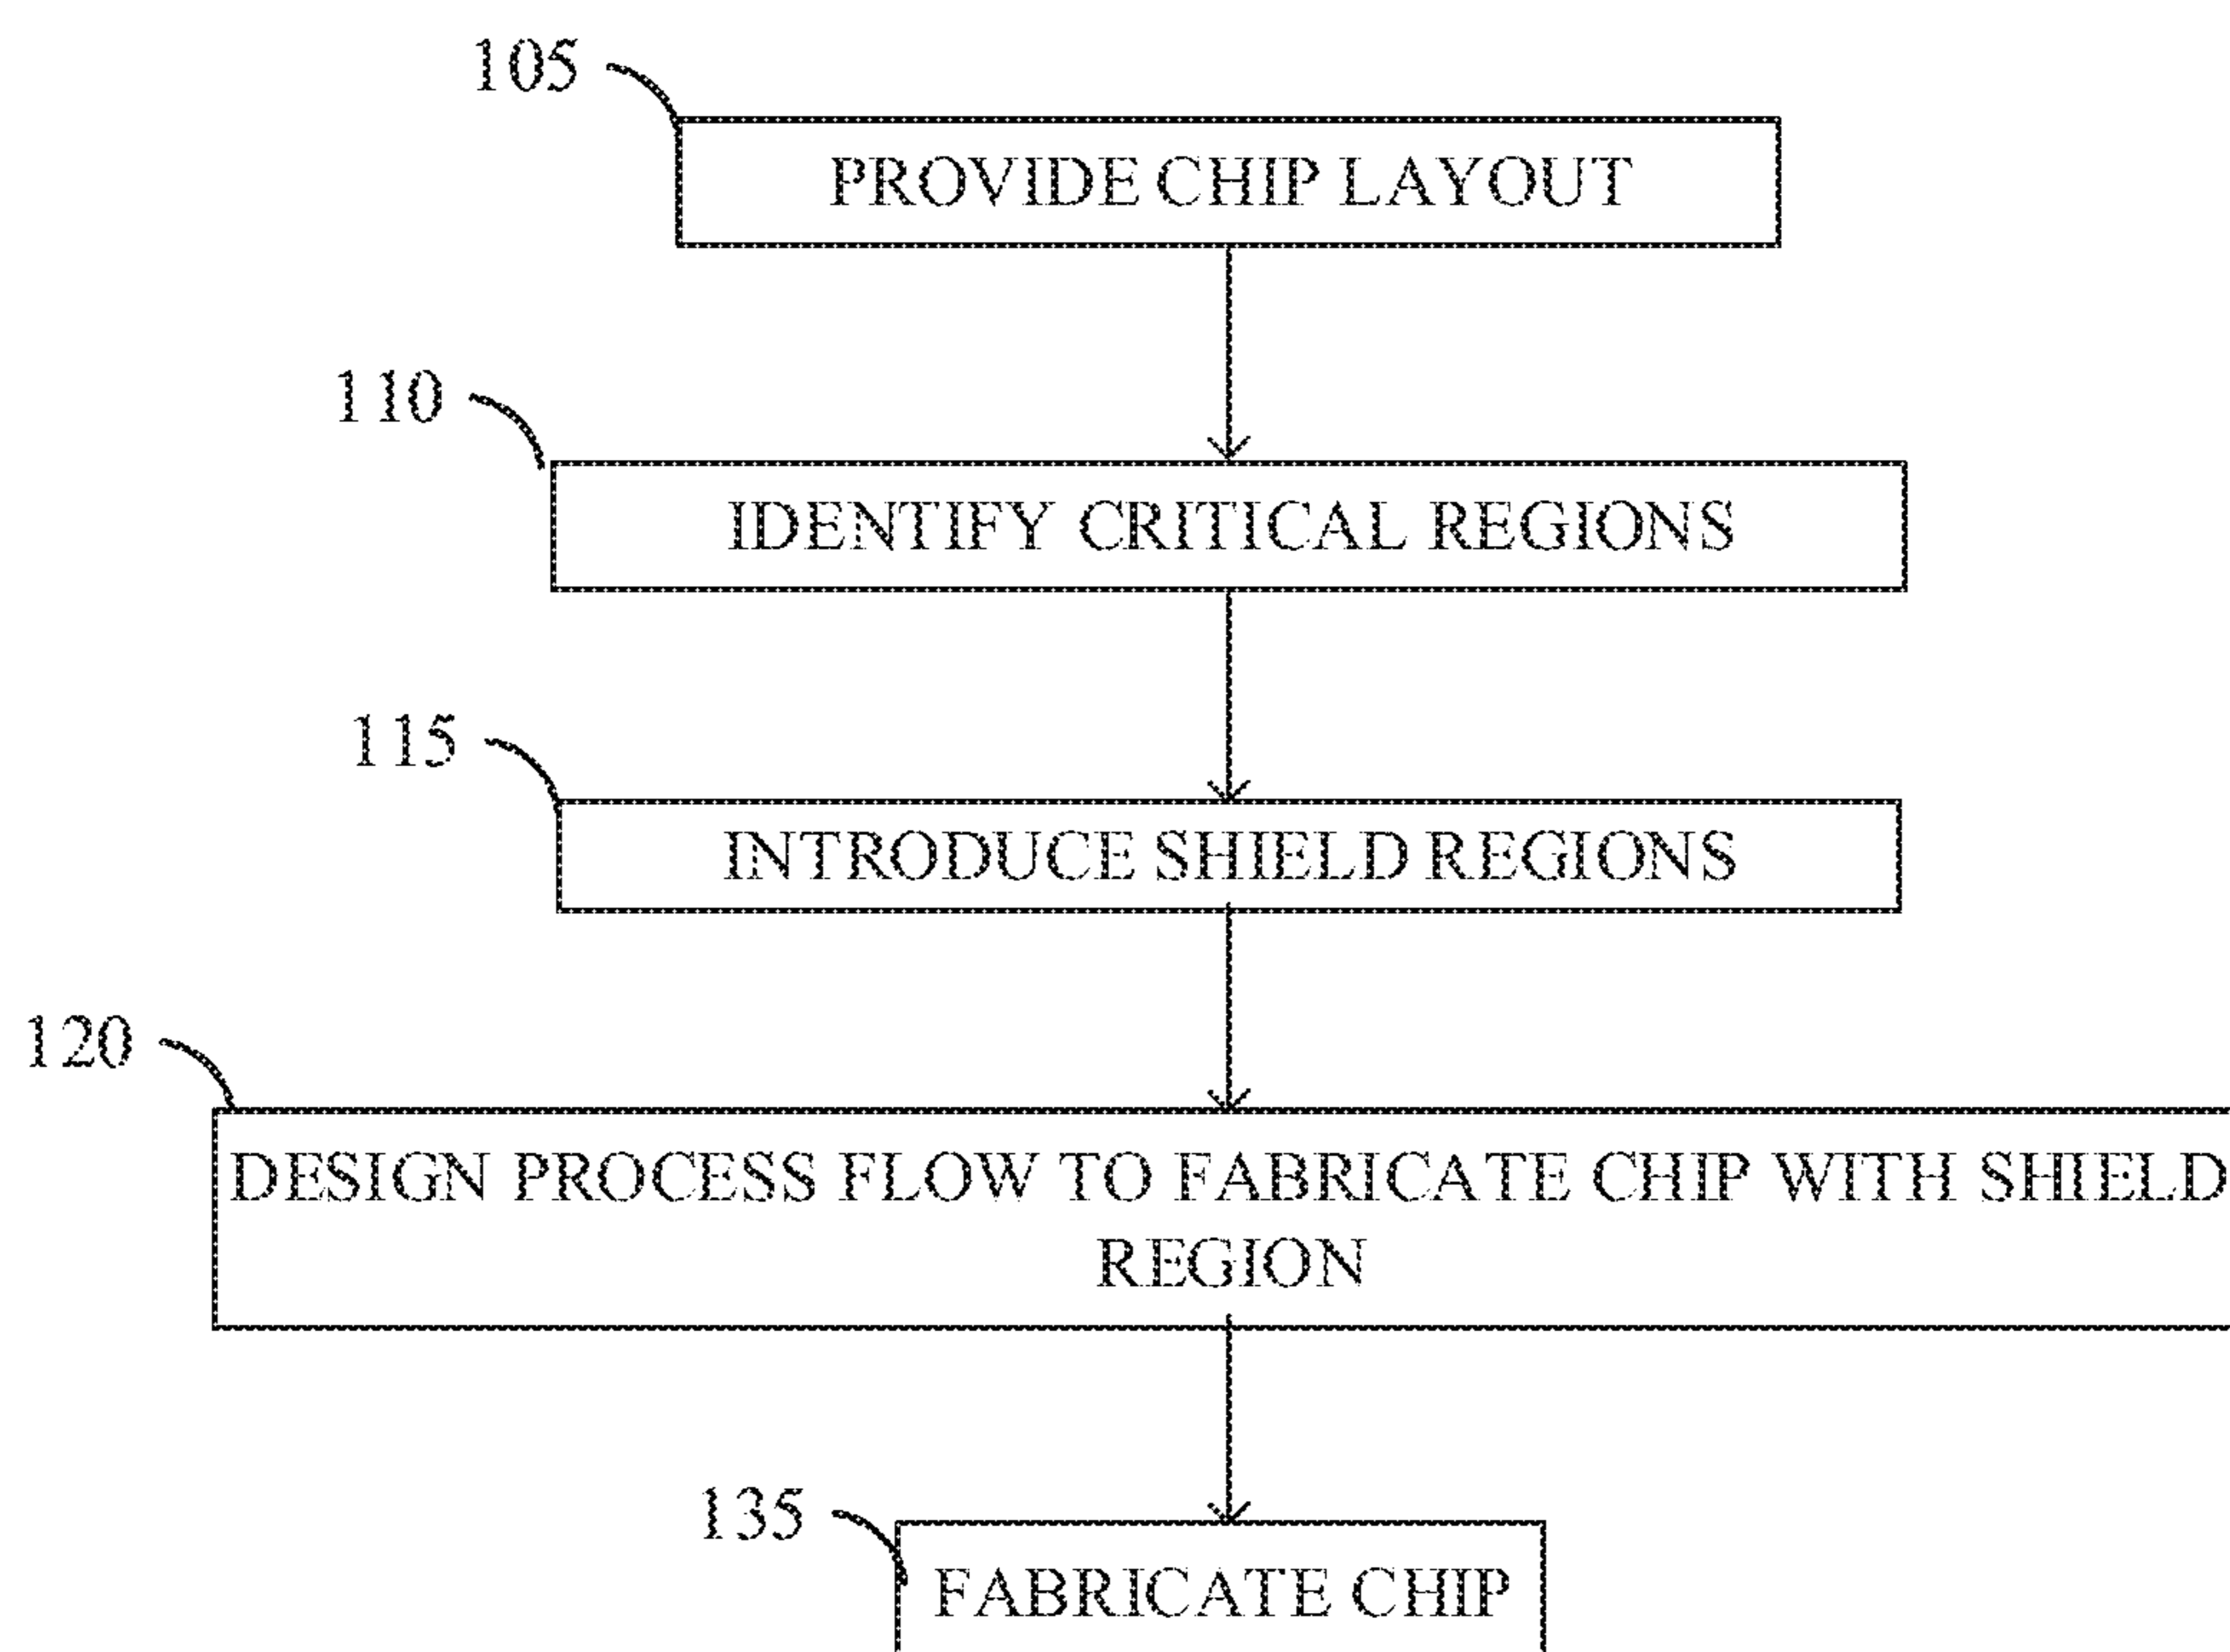 105
PROVIDE CHIP LAYOUT
110
IDENTIFY CRITICAL REGIONS
115
INTRODUCE SHIELD REGIONS
120
DESIGN PROCESS FLOW TO FABRICATE CHIP WITH SHIELD
REGION
135
FABRICATE CHIP